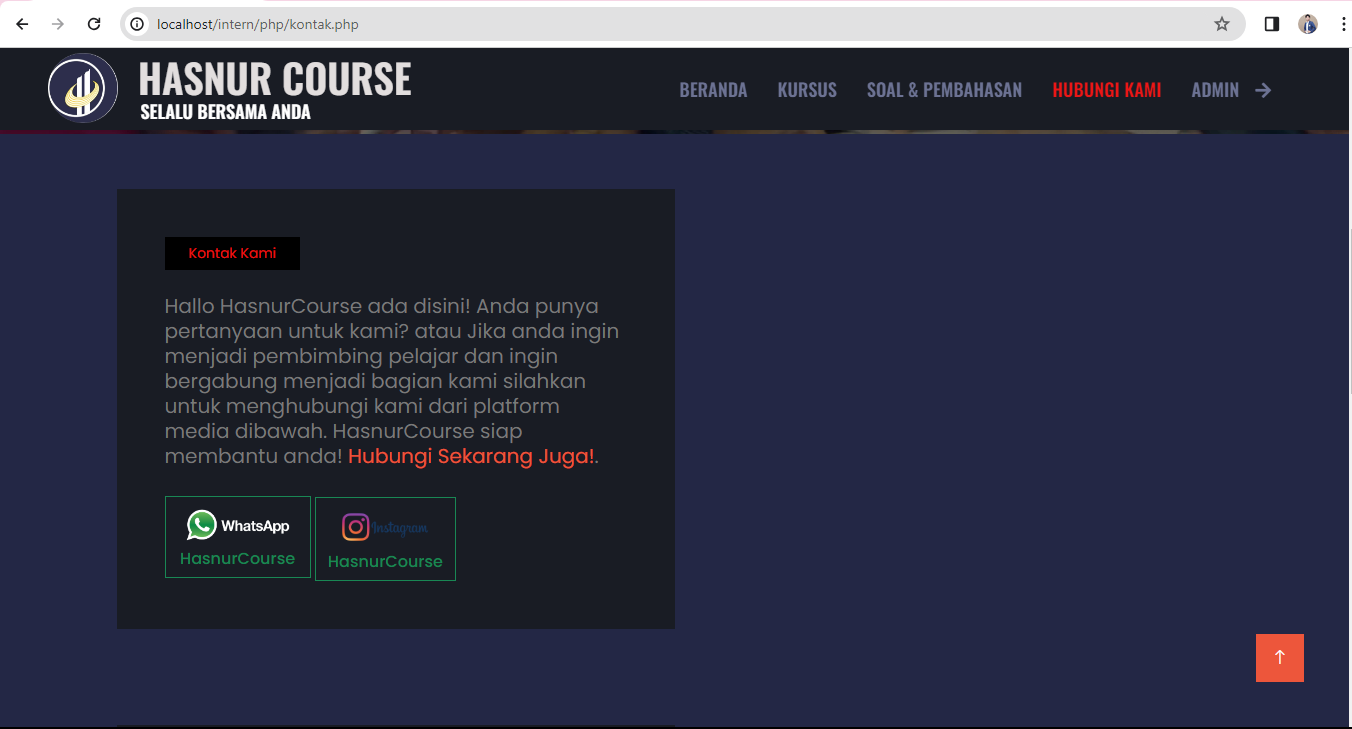 localhost/intern/php/kontak.php
HASNUR COURSE
SELALU BERSAMA ANDA
BERANDA KURSUS SOAL & PEMBAHASAN HUBUNGI KAMI ADMIN →
Kontak Kami
Hallo HasnurCourse ada disini! Anda punya
pertanyaan untuk kami? atau Jika anda ingin
menjadi pembimbing pelajar dan ingin
bergabung menjadi bagian kami silahkan
untuk menghubungi kami dari platform
media dibawah. HasnurCourse siap
membantu anda! Hubungi Sekarang Juga!.
WhatsApp
HasnurCourse
Instagram
HasnurCourse